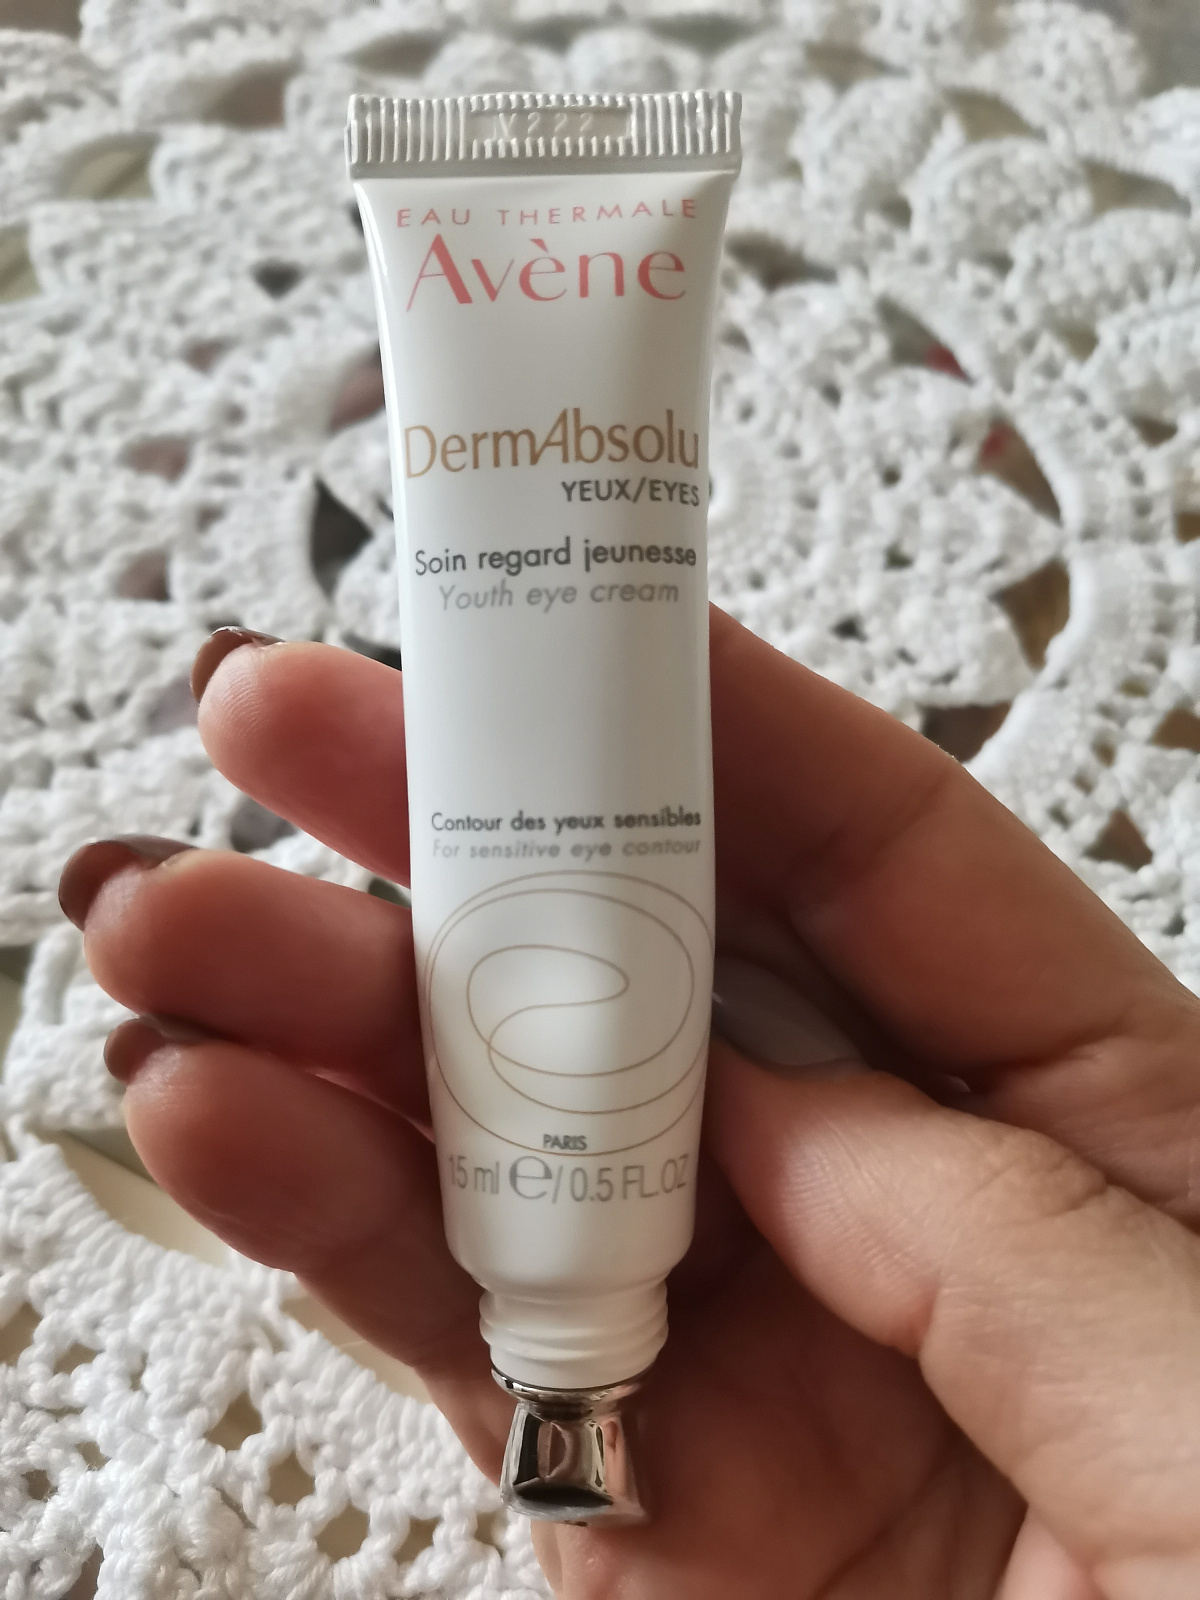 V222
EAU THERMALE
Avène
DermAbsolu
YEUX/EYES
Soin regard jeunesse
Youth eye cream
Contour des yeux sensibles
For sensitive eye contour
PARIS
15 ml ℮/ 0.5 FL.OZ